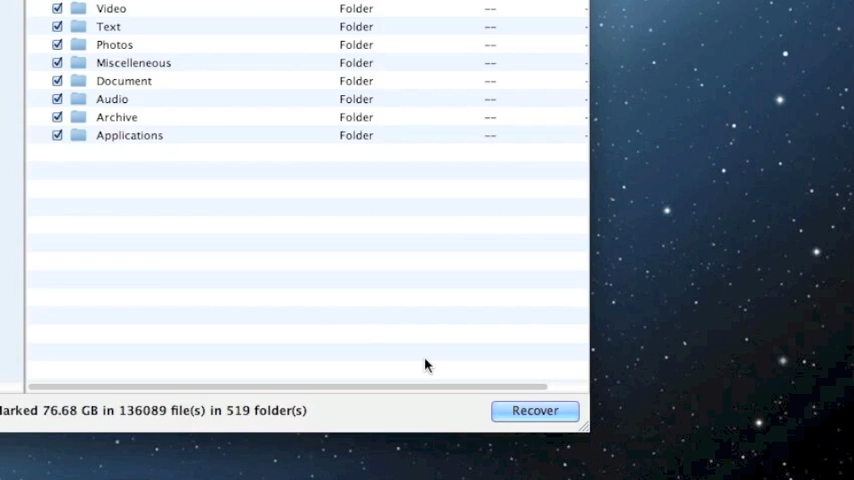 Video Folder --
Text Folder --
Photos Folder --
Miscellaneous Folder --
Document Folder --
Audio Folder --
Archive Folder --
Applications Folder --
arked 76.68 GB in 136089 file(s) in 519 folder(s) Recover